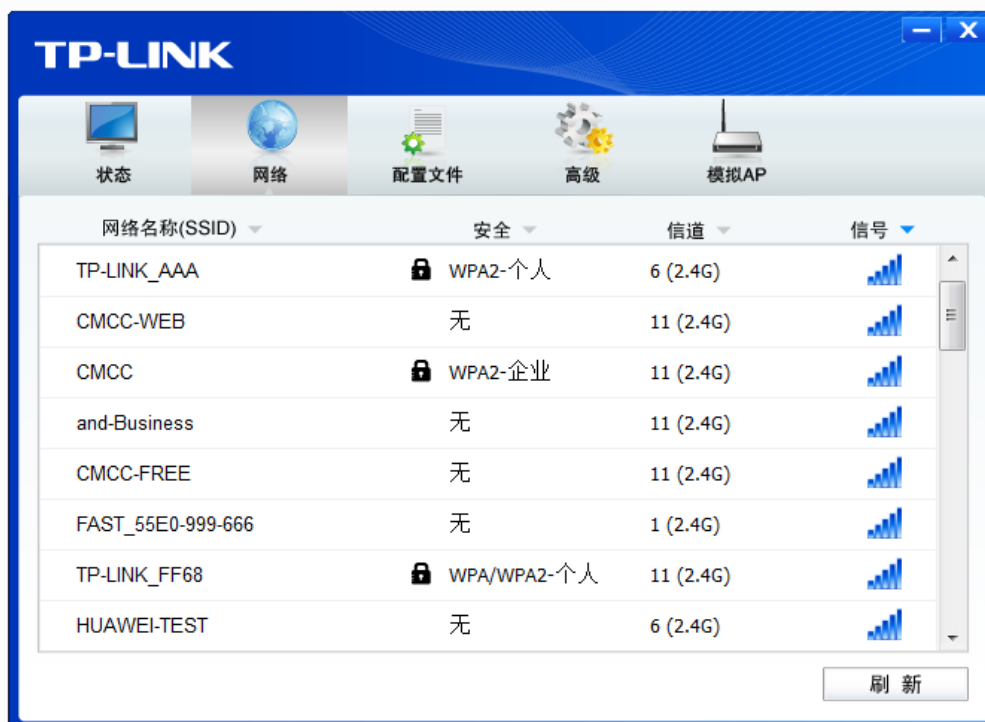 TP-LINK
状态 网络 配置文件 高级 模拟AP
网络名称(SSID) 安全 信道 信号
TP-LINK_AAA WPA2-个人 6 (2.4G)
CMCC-WEB 无 11 (2.4G)
CMCC WPA2-企业 11 (2.4G)
and-Business 无 11 (2.4G)
CMCC-FREE 无 11 (2.4G)
FAST_55E0-999-666 无 1 (2.4G)
TP-LINK_FF68 WPA/WPA2-个人 11 (2.4G)
HUAWEI-TEST 无 6 (2.4G)
刷 新